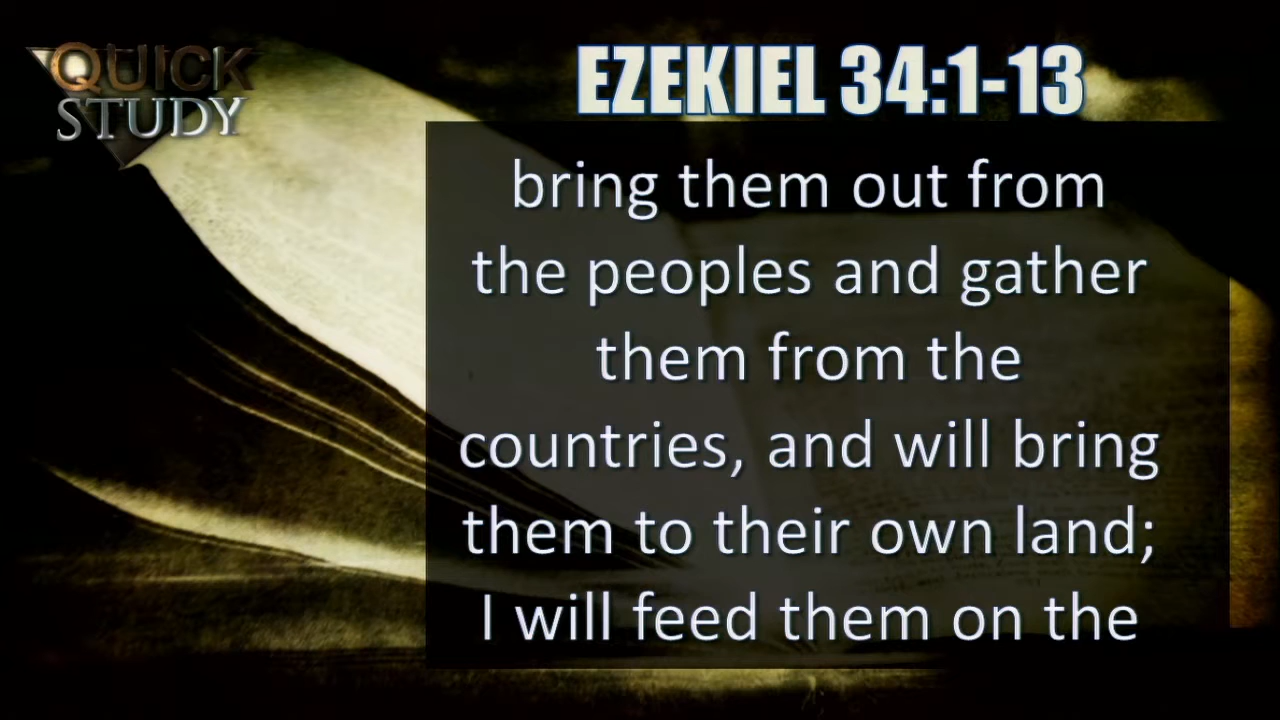 QUICK
STUDY
EZEKIEL 34:1-13
bring them out from
the peoples and gather
them from the
countries, and will bring
them to their own land;
I will feed them on the